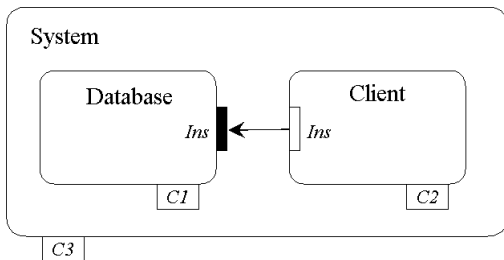 System
Database
Client
Ins
Ins
C1
C2
C3